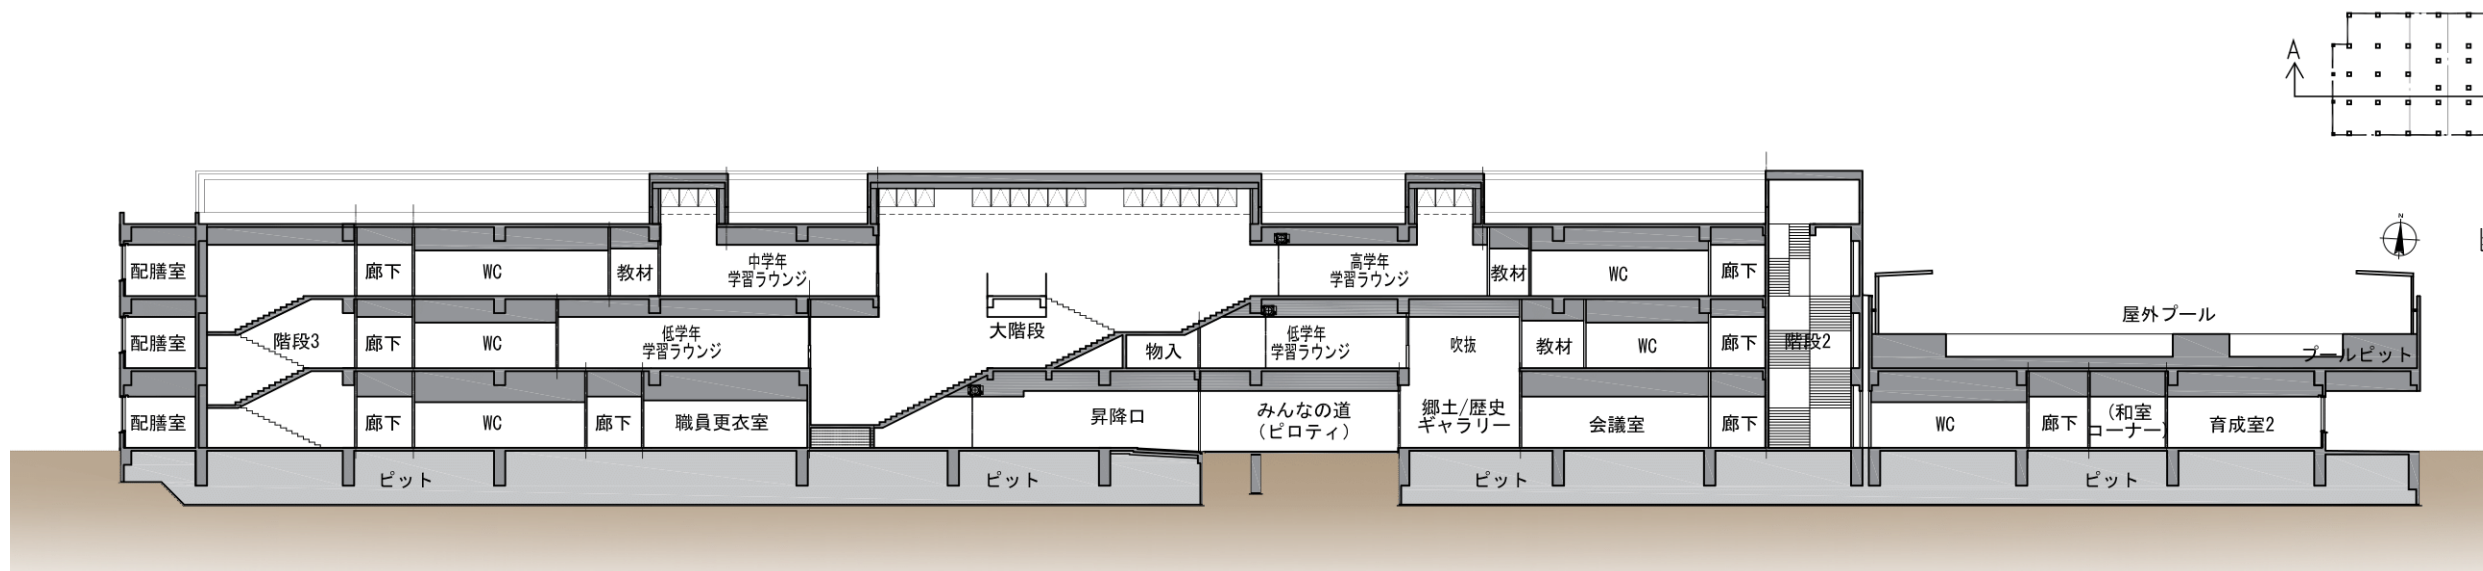 A
N
配膳室
廊下
WC
教材
中学年
学習ラウンジ
高学年
学習ラウンジ
教材
WC
廊下
配膳室
階段3
廊下
WC
低学年
学習ラウンジ
大階段
物入
低学年
学習ラウンジ
吹抜
教材
WC
廊下
階段2
屋外プール
プールピット
配膳室
廊下
WC
廊下
職員更衣室
昇降口
みんなの道
(ピロティ)
郷土/歴史
ギャラリー
会議室
廊下
WC
廊下
(和室
コーナー)
育成室2
ピット
ピット
ピット
ピット